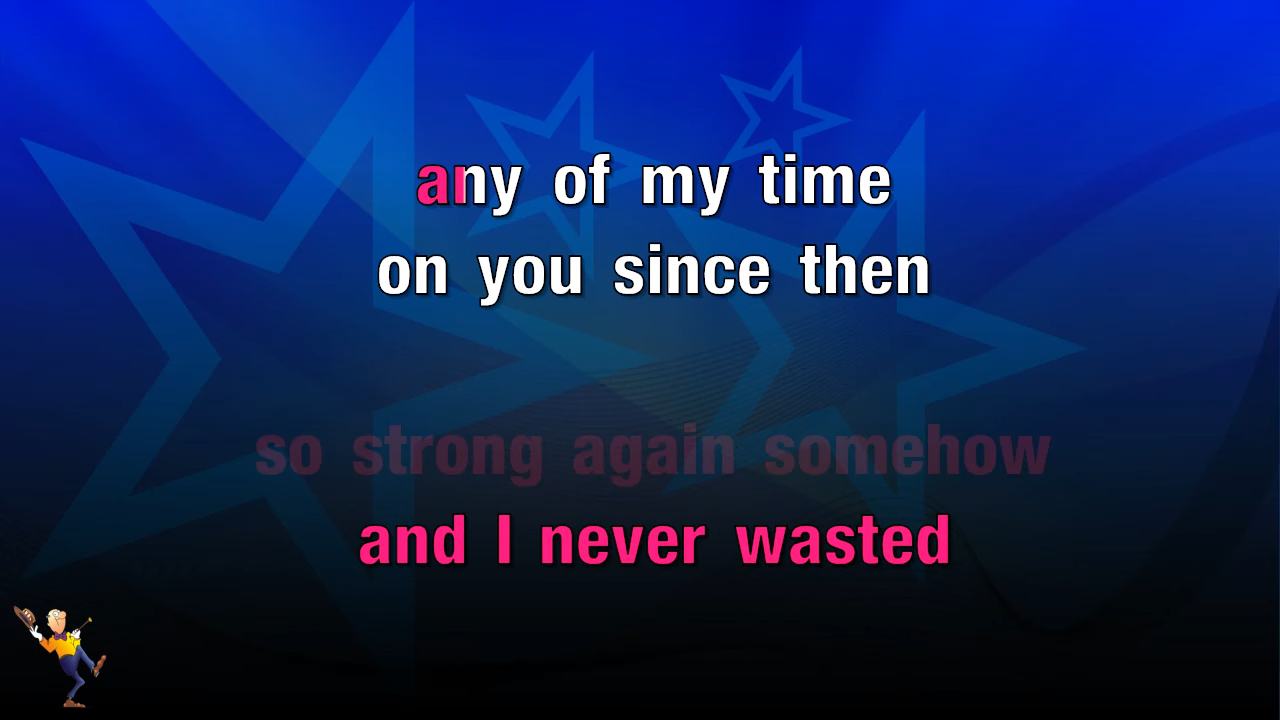 any of my time
on you since then
so strong again somehow
and I never wasted